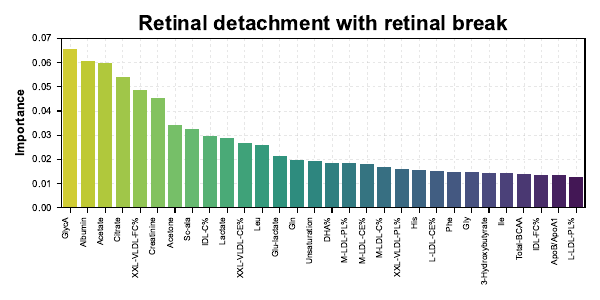 Retinal detachment with retinal break
Importance
0.07
0.06
0.05
0.04
0.03
0.02
0.01
0.00
GlycA
Albumin
Acetate
Citrate
XXL-VLDL-FC%
Creatinine
Acetone
Sc-ala
IDL-C%
Lactate
XXL-VLDL-CE%
Leu
Glu-lactate
Gln
Unsaturation
DHA%
M-LDL-PL%
M-LDL-CE%
M-LDL-C%
XXL-VLDL-PL%
His
L-LDL-CE%
Phe
Gly
3-Hydroxybutyrate
Ile
Total-BCAA
IDL-FC%
ApoB/ApoA1
L-LDL-PL%